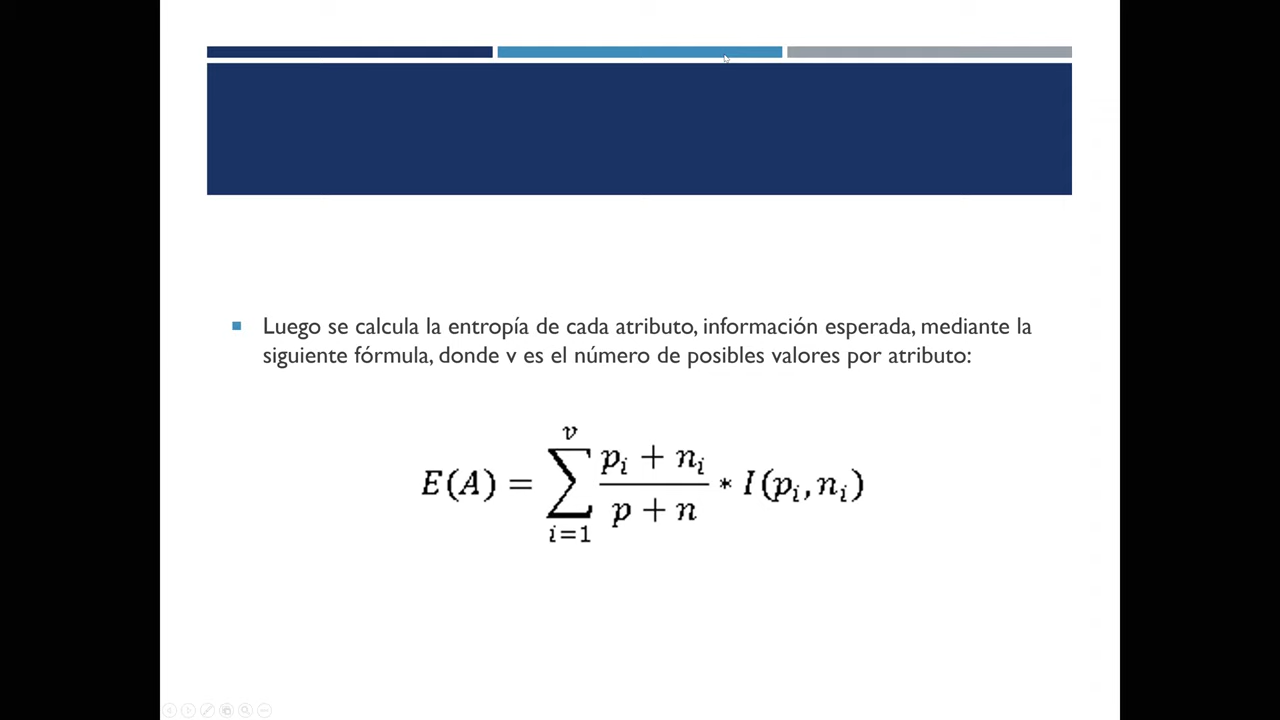 Luego se calcula la entropía de cada atributo, información esperada, mediante la
siguiente fórmula, donde v es el número de posibles valores por atributo:
E(A) = ∑_{i=1}^{v} \frac{p_i + n_i}{p + n} * I(p_i, n_i)